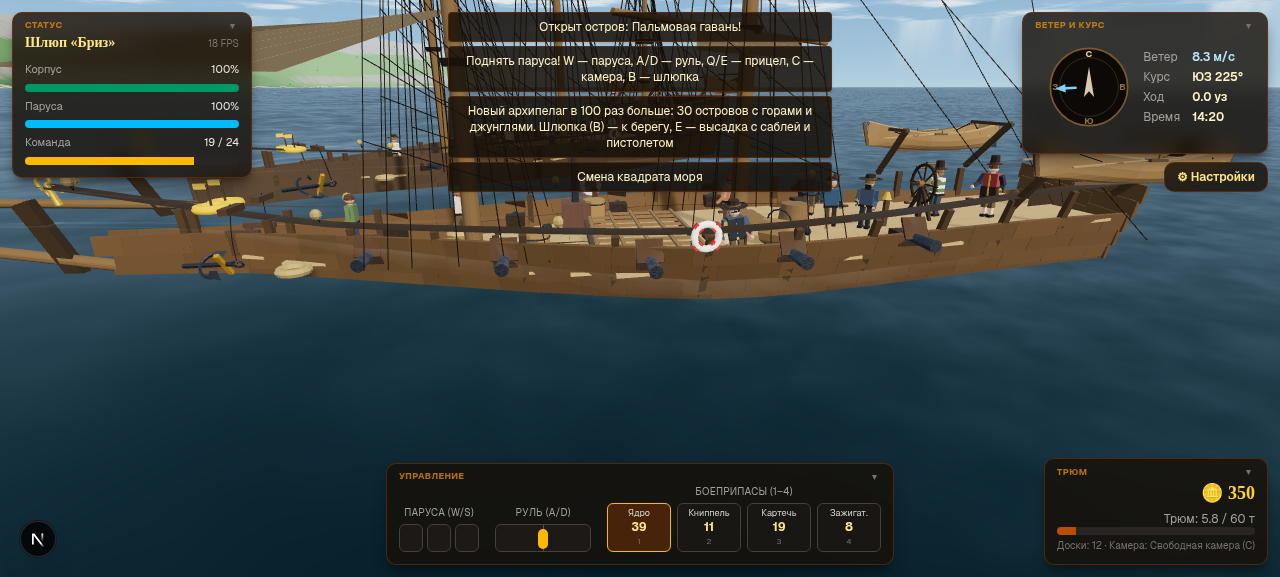 СТАТУС
Шлюп «Бриз»
18 FPS
Корпус
100%
Паруса
100%
Команда
19 / 24
Открыт остров: Пальмовая гавань!
Поднять паруса! W — паруса, A/D — руль, Q/E — прицел, C —
камера, B — шлюпка
Новый архипелаг в 100 раз больше: 30 островов с горами и
джунглями. Шлюпка (B) — к берегу, E — высадка с саблей и
пистолетом
Смена квадрата моря
ВЕТЕР И КУРС
С
З
В
Ю
Ветер
8.3 м/с
Курс
ЮЗ 225°
Ход
0.0 уз
Время
14:20
⚙ Настройки
УПРАВЛЕНИЕ
ПАРУСА (W/S)
РУЛЬ (A/D)
БОЕПРИПАСЫ (1–4)
Ядро
39
1
Книппель
11
2
Картечь
19
3
Зажигат.
8
4
ТРЮМ
350
Трюм: 5.8 / 60 т
Доски: 12 · Камера: Свободная камера (C)
N